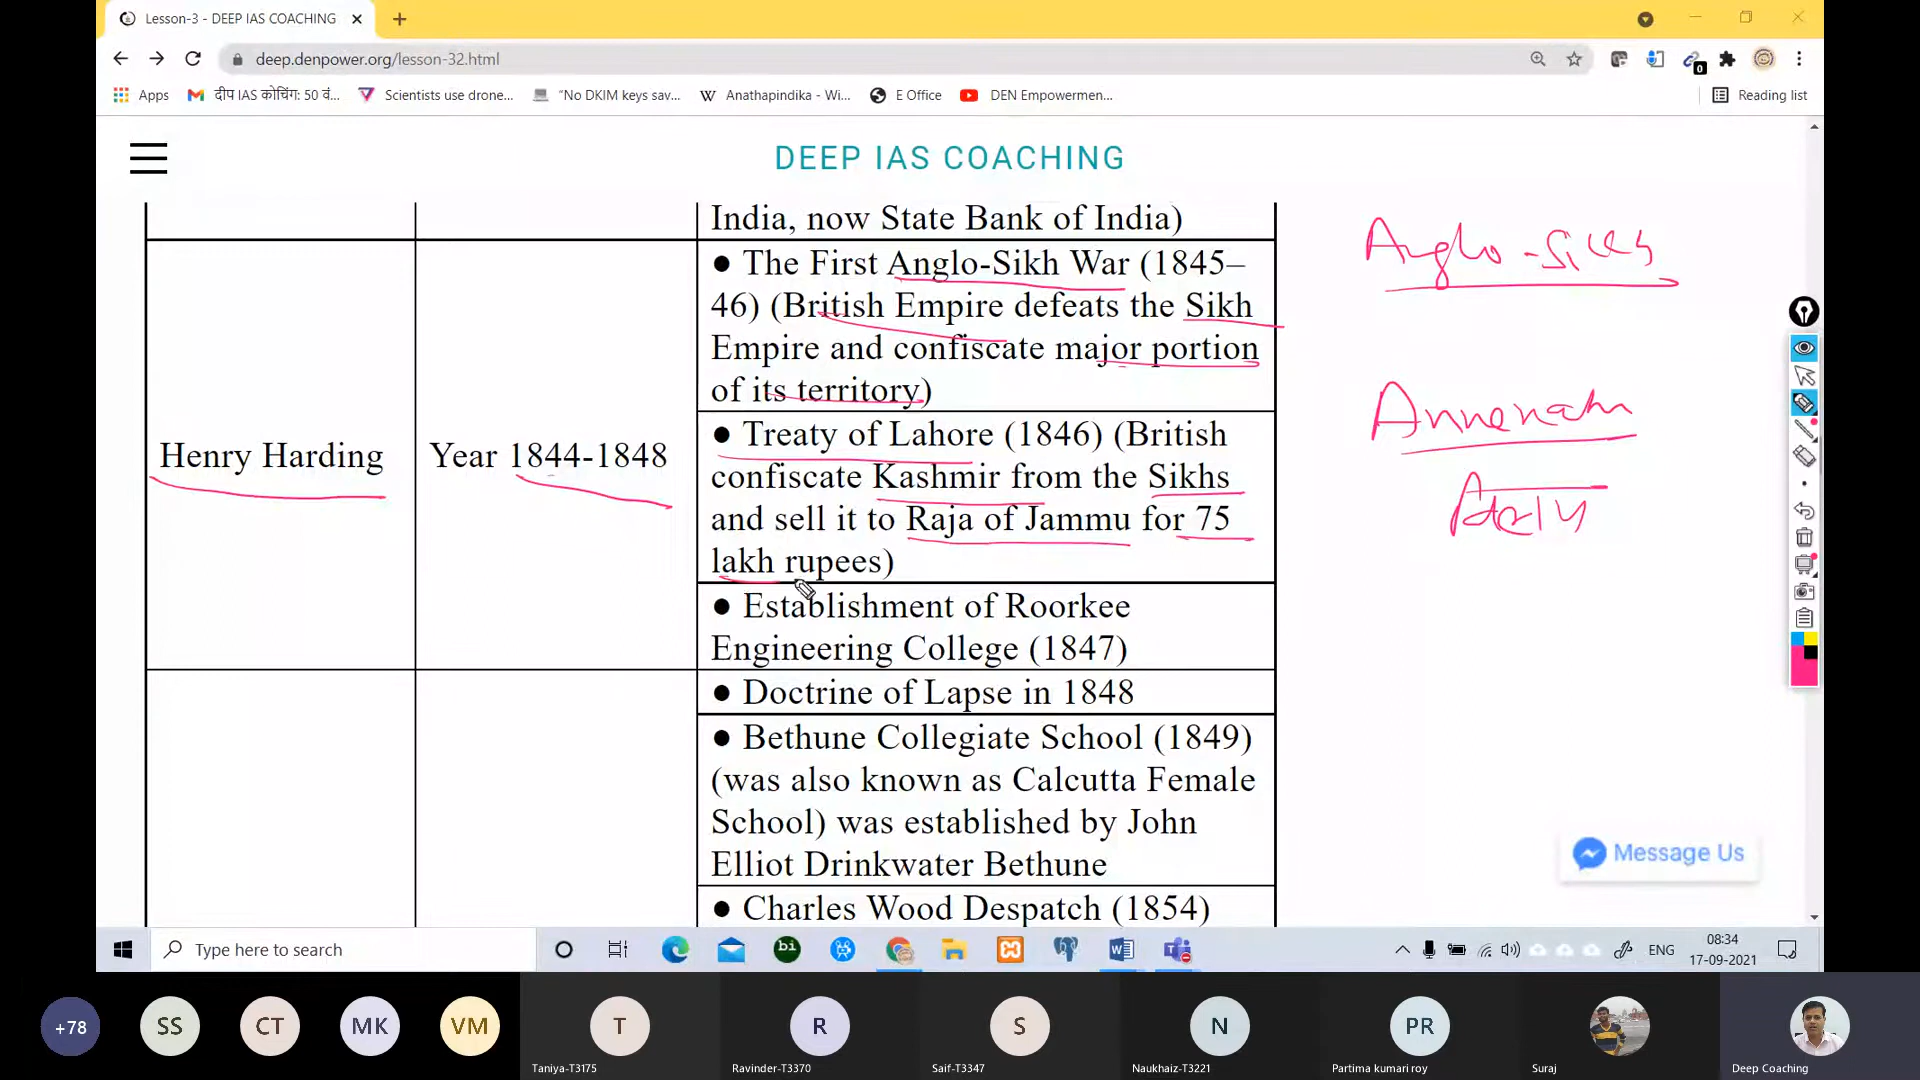 Lesson-3 - DEEP IAS COACHING
deep.denpower.org/lesson-32.html
0
Apps
दीप IAS कोचिंग: 50 वं...
Scientists use drone...
"No DKIM keys sav...
Anathapindika - Wi...
E Office
DEN Empowermen...
Reading list
DEEP IAS COACHING
India, now State Bank of India)
Henry Harding
Year 1844-1848
● The First Anglo-Sikh War (1845–
46) (British Empire defeats the Sikh
Empire and confiscate major portion
of its territory)
● Treaty of Lahore (1846) (British
confiscate Kashmir from the Sikhs
and sell it to Raja of Jammu for 75
lakh rupees)
● Establishment of Roorkee
Engineering College (1847)
● Doctrine of Lapse in 1848
● Bethune Collegiate School (1849)
(was also known as Calcutta Female
School) was established by John
Elliot Drinkwater Bethune
● Charles Wood Despatch (1854)
Anglo -
Message Us
Type here to search
bi
ENG
08:34
17-09-2021
+78
SS
CT
MK
VM
T
R
S
N
PR
Taniya-T3175
Ravinder-T3370
Saif-T3347
Naukhaiz-T3221
Partima kumari roy
Suraj
Deep Coaching